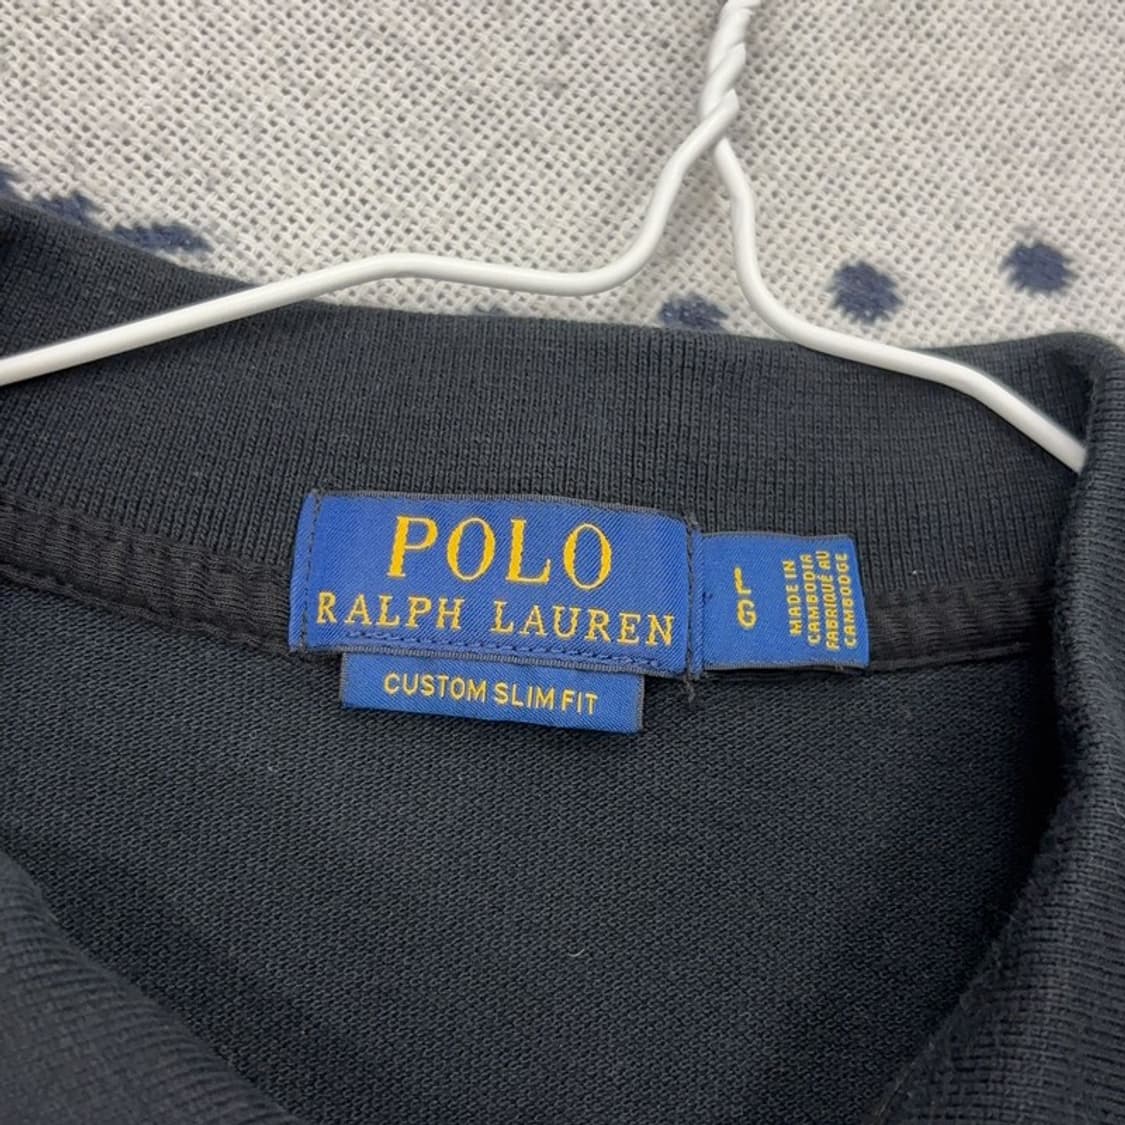 POLO
RALPH LAUREN
CUSTOM SLIM FIT
L
G
MADE IN
CAMBODIA
FABRIQUÉ AU
CAMBODGE